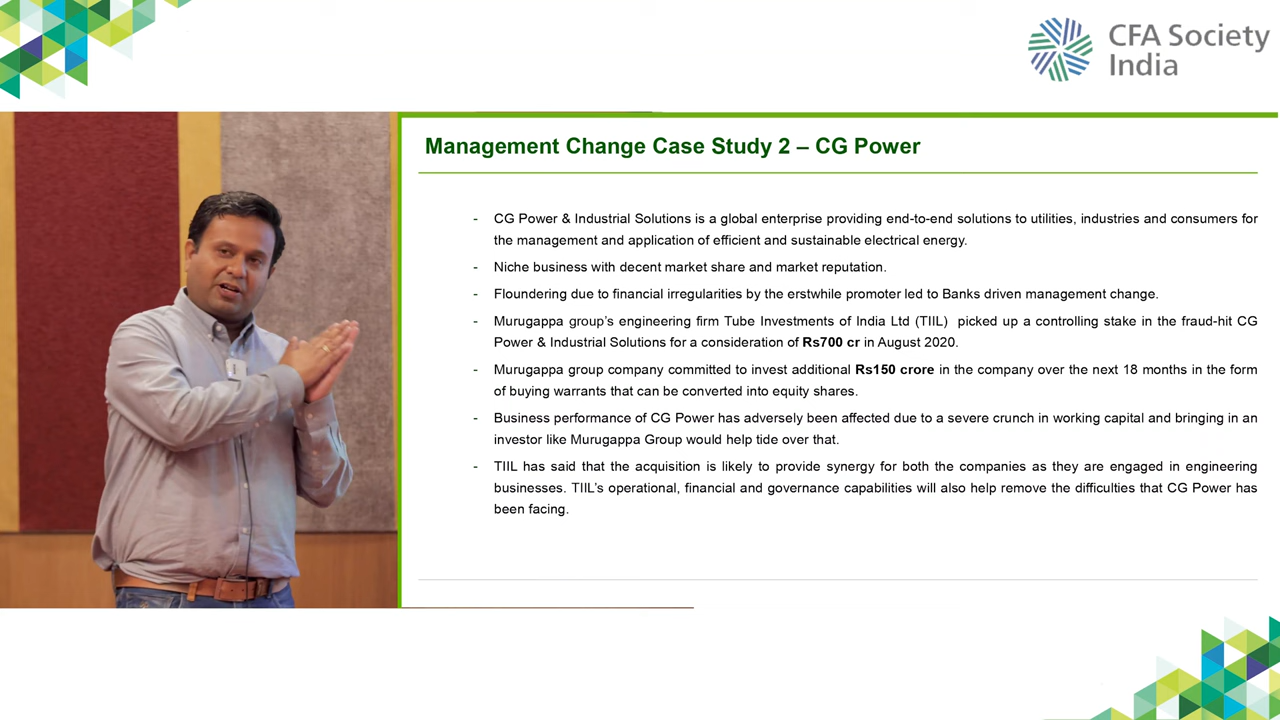 CFA Society
India
Management Change Case Study 2 – CG Power
- CG Power & Industrial Solutions is a global enterprise providing end-to-end solutions to utilities, industries and consumers for
the management and application of efficient and sustainable electrical energy.
- Niche business with decent market share and market reputation.
- Floundering due to financial irregularities by the erstwhile promoter led to Banks driven management change.
- Murugappa group’s engineering firm Tube Investments of India Ltd (TIIL) picked up a controlling stake in the fraud-hit CG
Power & Industrial Solutions for a consideration of Rs700 cr in August 2020.
- Murugappa group company committed to invest additional Rs150 crore in the company over the next 18 months in the form
of buying warrants that can be converted into equity shares.
- Business performance of CG Power has adversely been affected due to a severe crunch in working capital and bringing in an
investor like Murugappa Group would help tide over that.
- TIIL has said that the acquisition is likely to provide synergy for both the companies as they are engaged in engineering
businesses. TIIL’s operational, financial and governance capabilities will also help remove the difficulties that CG Power has
been facing.